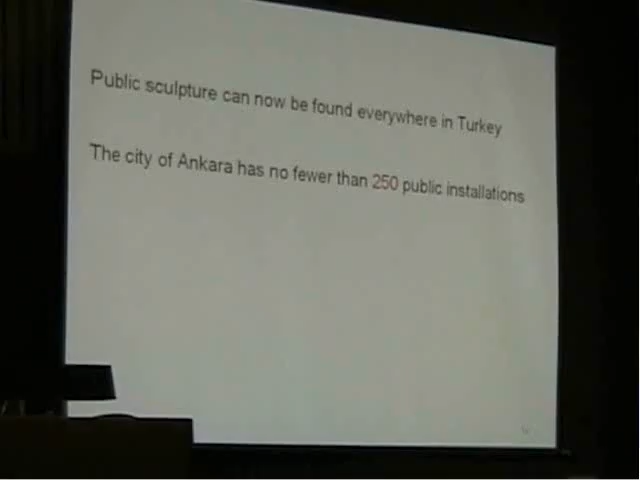 Public sculpture can now be found everywhere in Turkey
The city of Ankara has no fewer than 250 public installations